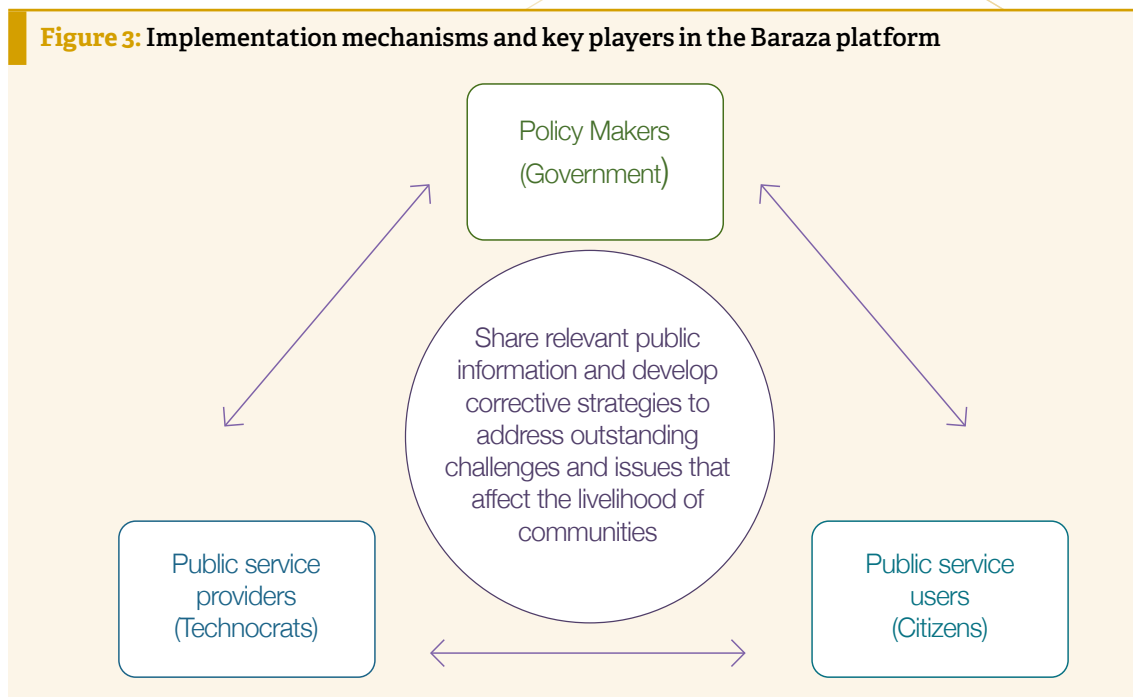 Figure 3: Implementation mechanisms and key players in the Baraza platform
Policy Makers
(Government)
Share relevant public
information and develop
corrective strategies to
address outstanding
challenges and issues that
affect the livelihood of
communities
Public service
providers
(Technocrats)
Public service
users
(Citizens)